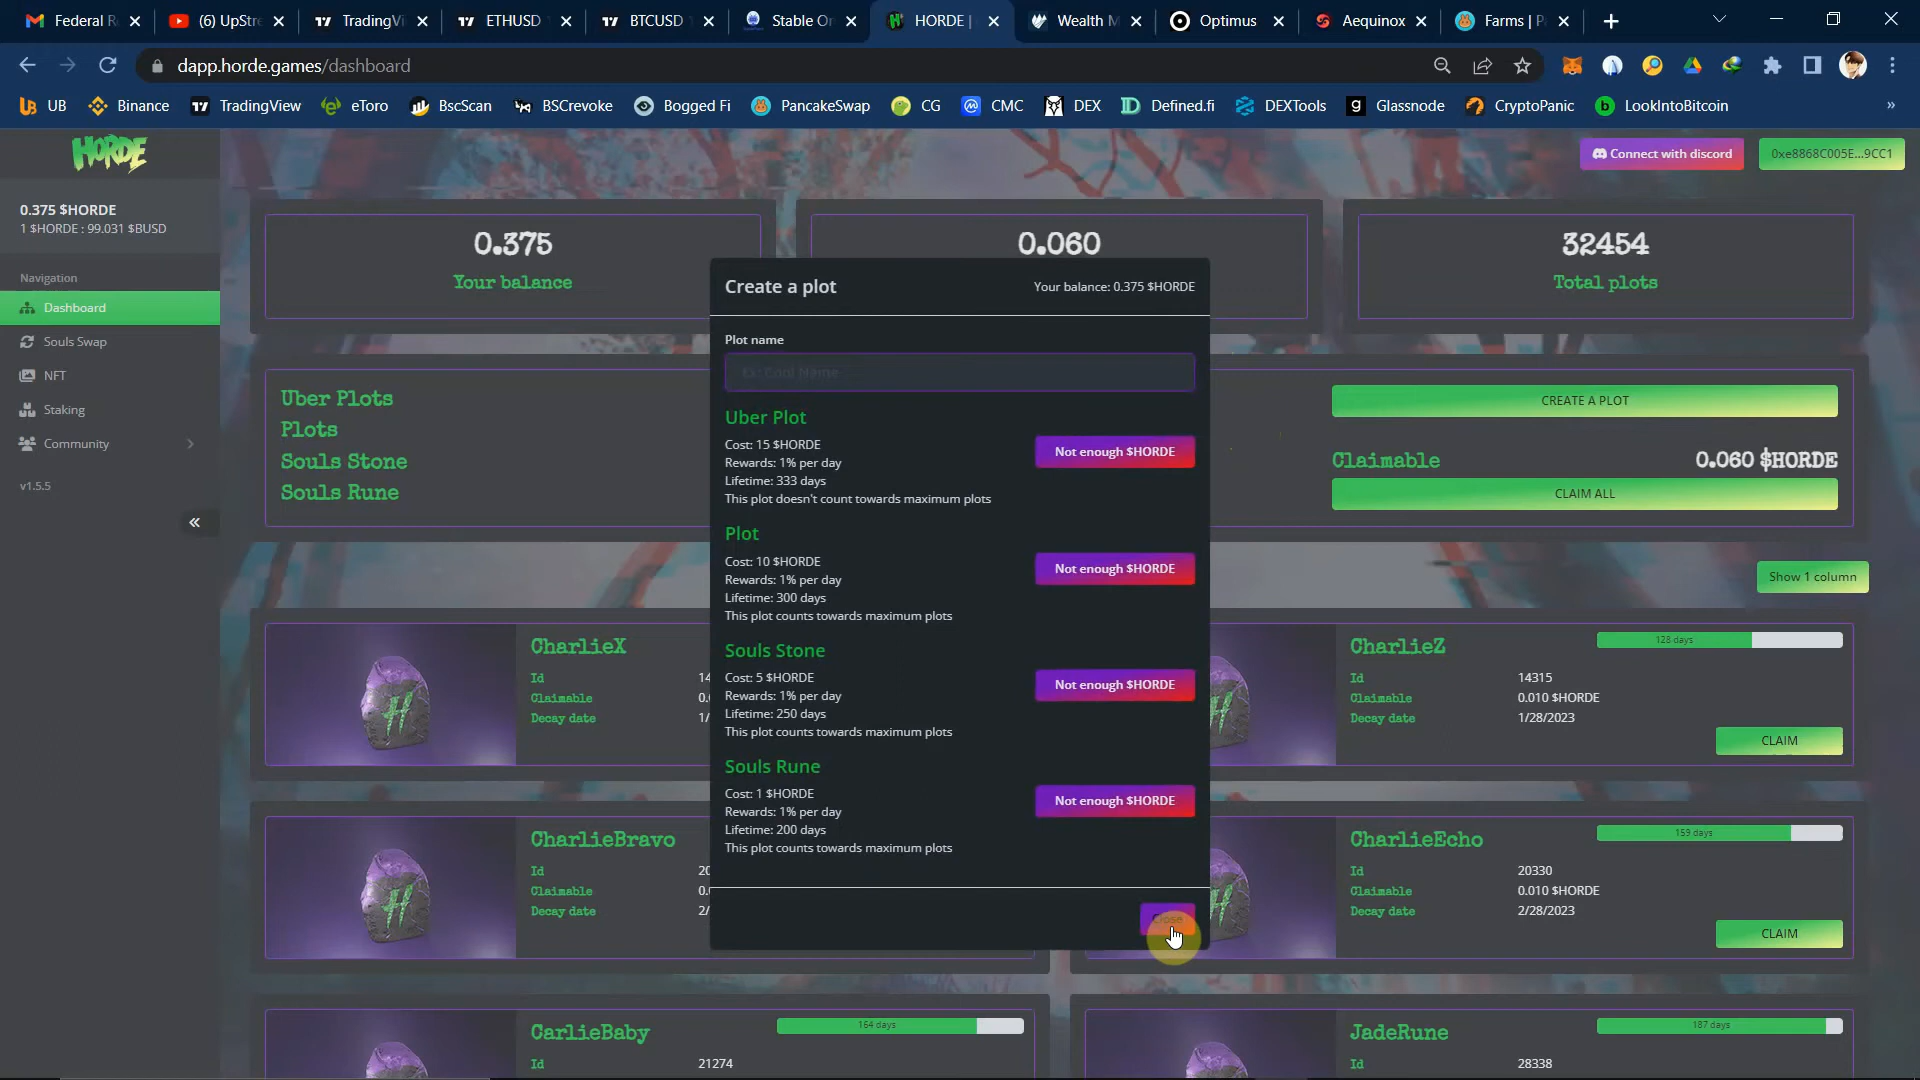 Federal R
(6) UpStre
TradingVi
ETHUSD
BTCUSD
Stable Or
HORDE |
Wealth M
Optimus
Aequinox
Farms | P
dapp.horde.games/dashboard
UB
Binance
TradingView
eToro
BscScan
BSCrevoke
Bogged Fi
PancakeSwap
CG
CMC
DEX
Defined.fi
DEXTools
Glassnode
CryptoPanic
LookIntoBitcoin
»
HORDE
Connect with discord
0xe8868C005E...9CC1
0.375 $HORDE
1 $HORDE : 99.031 $BUSD
Navigation
Dashboard
Souls Swap
NFT
Staking
Community
v1.5.5
«
0.375
Your balance
0.060
32454
Total plots
Uber Plots
Plots
Souls Stone
Souls Rune
CREATE A PLOT
Claimable 0.060 $HORDE
CLAIM ALL
Show 1 column
Create a plot
Your balance: 0.375 $HORDE
Plot name
Ex: Cool Name
Uber Plot
Cost: 15 $HORDE
Rewards: 1% per day
Lifetime: 333 days
This plot doesn't count towards maximum plots
Not enough $HORDE
Plot
Cost: 10 $HORDE
Rewards: 1% per day
Lifetime: 300 days
This plot counts towards maximum plots
Not enough $HORDE
Souls Stone
Cost: 5 $HORDE
Rewards: 1% per day
Lifetime: 250 days
This plot counts towards maximum plots
Not enough $HORDE
Souls Rune
Cost: 1 $HORDE
Rewards: 1% per day
Lifetime: 200 days
This plot counts towards maximum plots
Not enough $HORDE
Close
CharlieX
Id 14
Claimable 0.
Decay date 1/
CharlieZ
128 days
Id 14315
Claimable 0.010 $HORDE
Decay date 1/28/2023
CLAIM
CharlieBravo
Id 20
Claimable 0.
Decay date 2/
CharlieEcho
159 days
Id 20330
Claimable 0.010 $HORDE
Decay date 2/28/2023
CLAIM
CarlieBaby
164 days
Id 21274
JadeRune
187 days
Id 28338